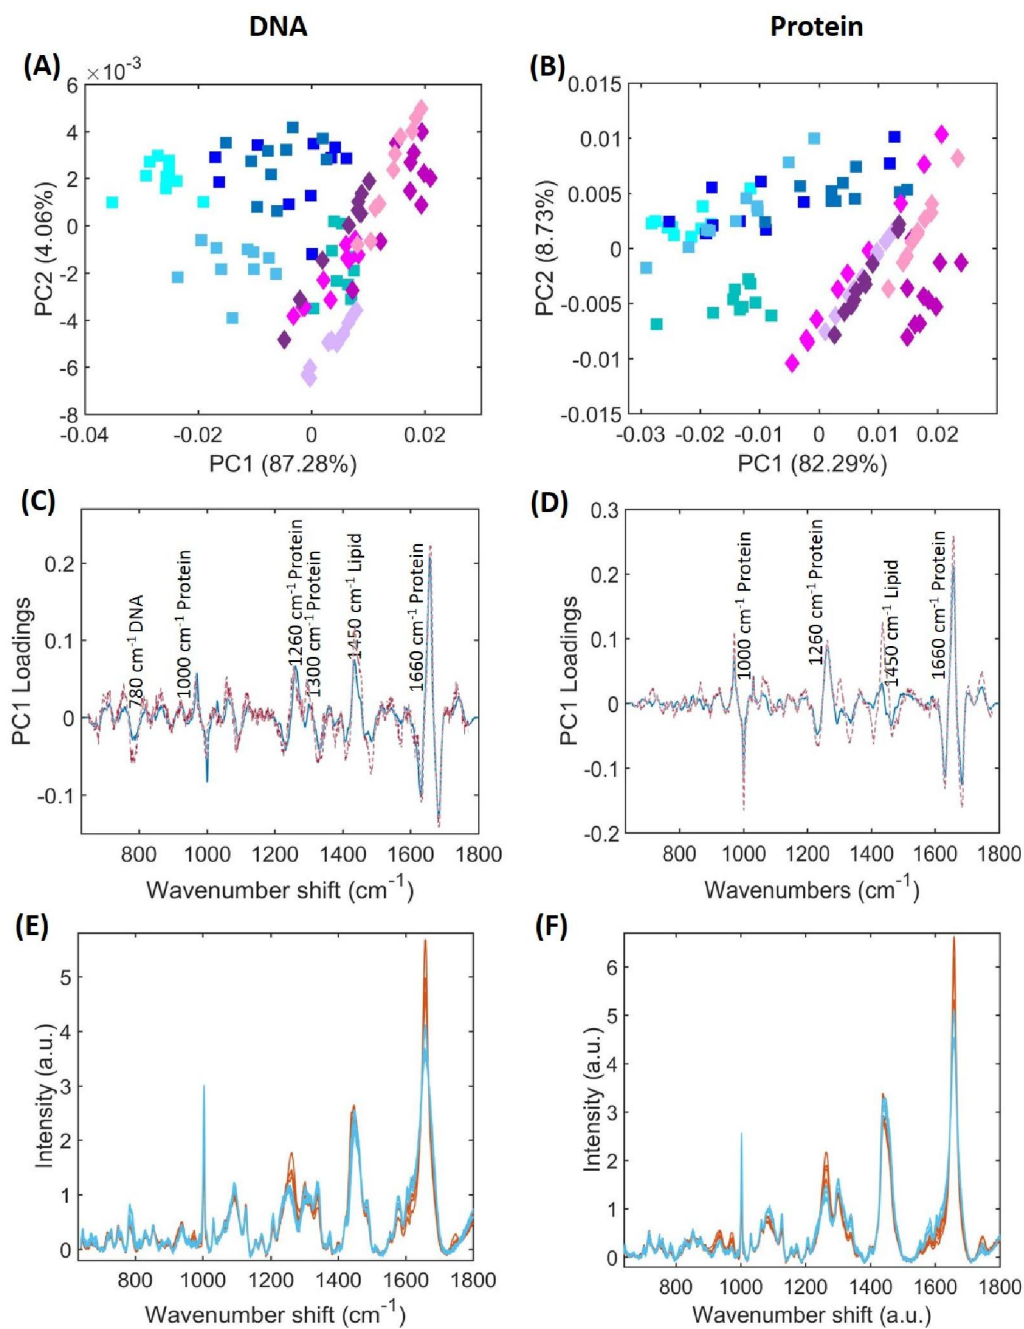 DNA
Protein
(A)
×10⁻³
6
4
2
0
-2
-4
-6
-8
PC2 (4.06%)
-0.04
-0.02
0
0.02
PC1 (87.28%)
(B)
0.015
0.010
0.005
0
-0.005
-0.01
-0.015
PC2 (8.73%)
-0.03
-0.02
-0.01
0
0.01
0.02
PC1 (82.29%)
(C)
0.2
0.1
0
-0.1
PC1 Loadings
780 cm⁻¹ DNA
1000 cm⁻¹ Protein
1260 cm⁻¹ Protein
1300 cm⁻¹ Protein
1450 cm⁻¹ Lipid
1660 cm⁻¹ Protein
800
1000
1200
1400
1600
1800
Wavenumber shift (cm⁻¹)
(D)
0.3
0.2
0.1
0
-0.1
-0.2
PC1 Loadings
1000 cm⁻¹ Protein
1260 cm⁻¹ Protein
1450 cm⁻¹ Lipid
1660 cm⁻¹ Protein
800
1000
1200
1400
1600
1800
Wavenumbers (cm⁻¹)
(E)
5
4
3
2
1
0
Intensity (a.u.)
800
1000
1200
1400
1600
1800
Wavenumber shift (cm⁻¹)
(F)
6
5
4
3
2
1
0
Intensity (a.u.)
800
1000
1200
1400
1600
1800
Wavenumber shift (a.u.)